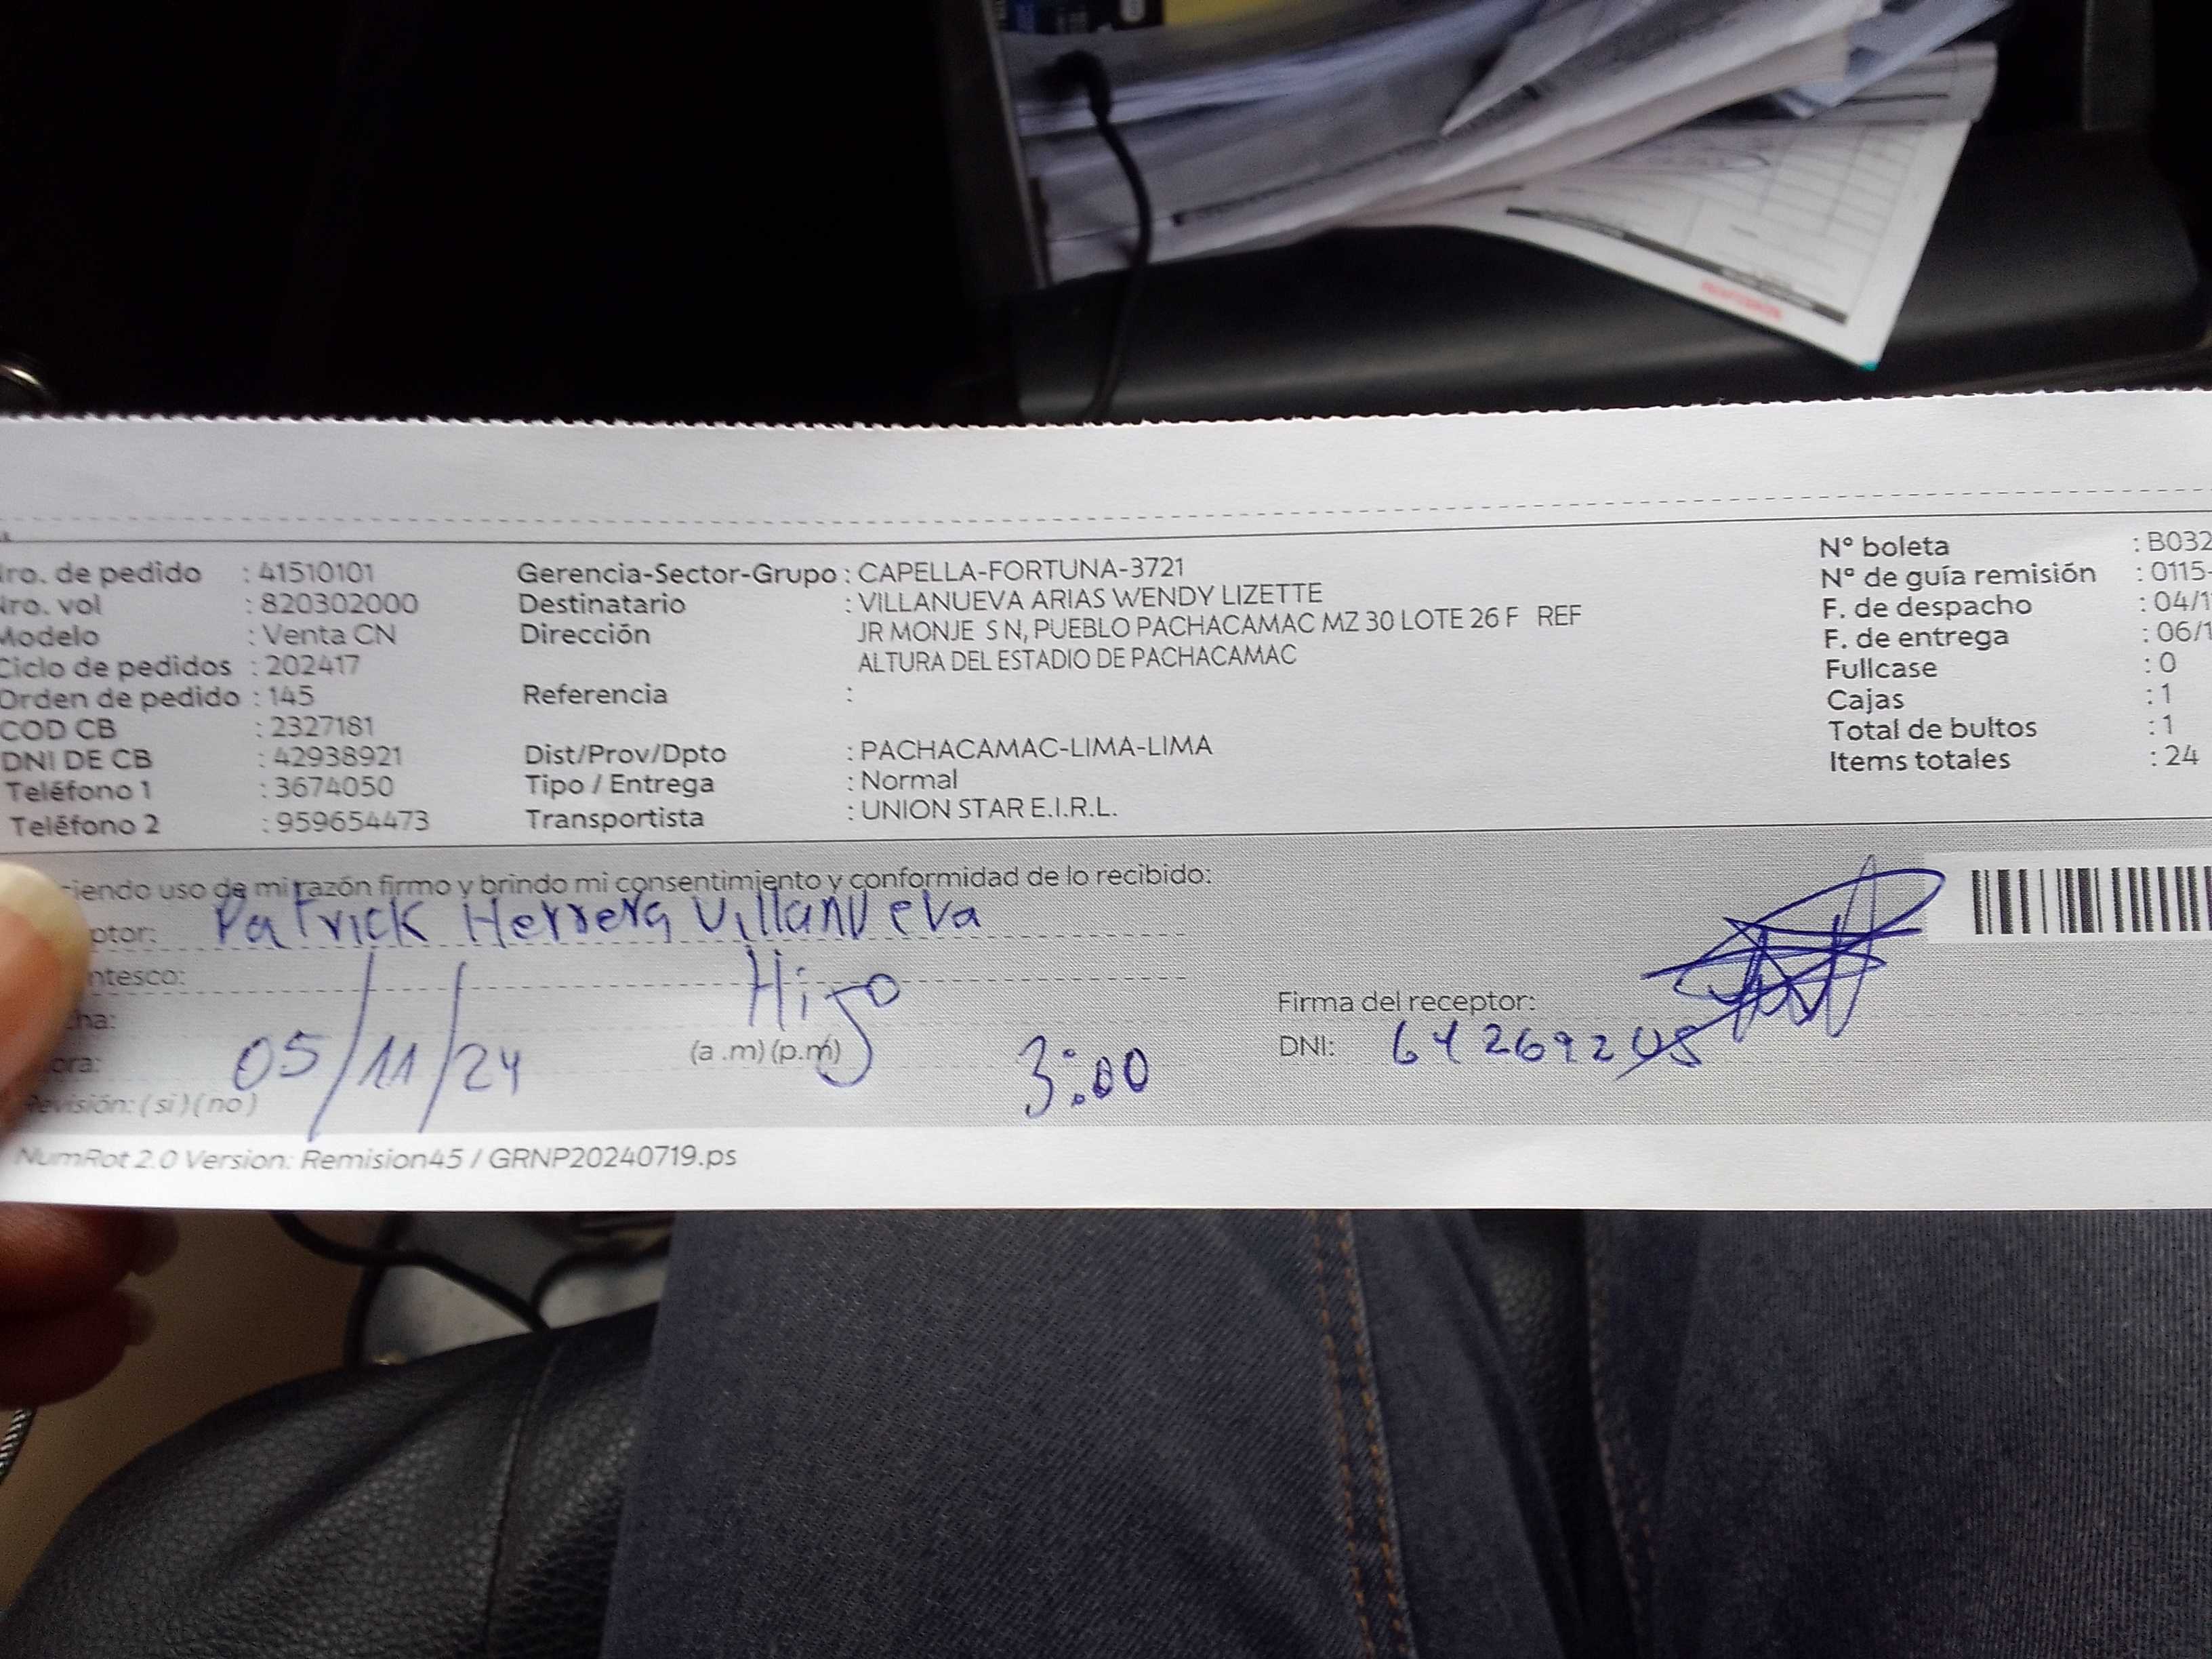 ro. de pedido : 41510101
Nro. vol : 820302000
Modelo : Venta CN
Ciclo de pedidos : 202417
Orden de pedido : 145
COD CB : 2327181
DNI DE CB : 42938921
Teléfono 1 : 3674050
Teléfono 2 : 959654473
Gerencia-Sector-Grupo : CAPELLA-FORTUNA-3721
Destinatario : VILLANUEVA ARIAS WENDY LIZETTE
Dirección JR MONJE S N, PUEBLO PACHACAMAC MZ 30 LOTE 26 F REF
ALTURA DEL ESTADIO DE PACHACAMAC
Referencia :
Dist/Prov/Dpto : PACHACAMAC-LIMA-LIMA
Tipo / Entrega : Normal
Transportista : UNION STAR E.I.R.L.
N° boleta : B032
N° de guía remisión : 0115-
F. de despacho : 04/1
F. de entrega : 06/1
Fullcase : 0
Cajas : 1
Total de bultos : 1
Items totales : 24
iendo uso de mi razón firmo y brindo mi consentimiento y conformidad de lo recibido:
ptor: Patrick Herrera Villanueva
ntesco: Hijo
ha: 05/11/24
ora: (a .m) (p.m) 3:00
Revisión: (si) (no)
Firma del receptor:
DNI:
NumRot 2.0 Version: Remision45 / GRNP20240719.ps